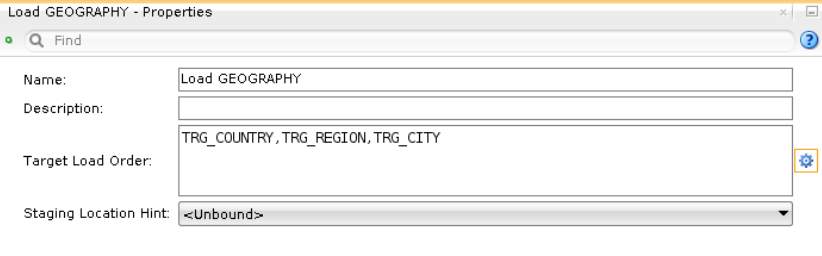 Load GEOGRAPHY - Properties
Find
Name:
Load GEOGRAPHY
Description:
Target Load Order:
TRG_COUNTRY,TRG_REGION,TRG_CITY
Staging Location Hint:
<Unbound>